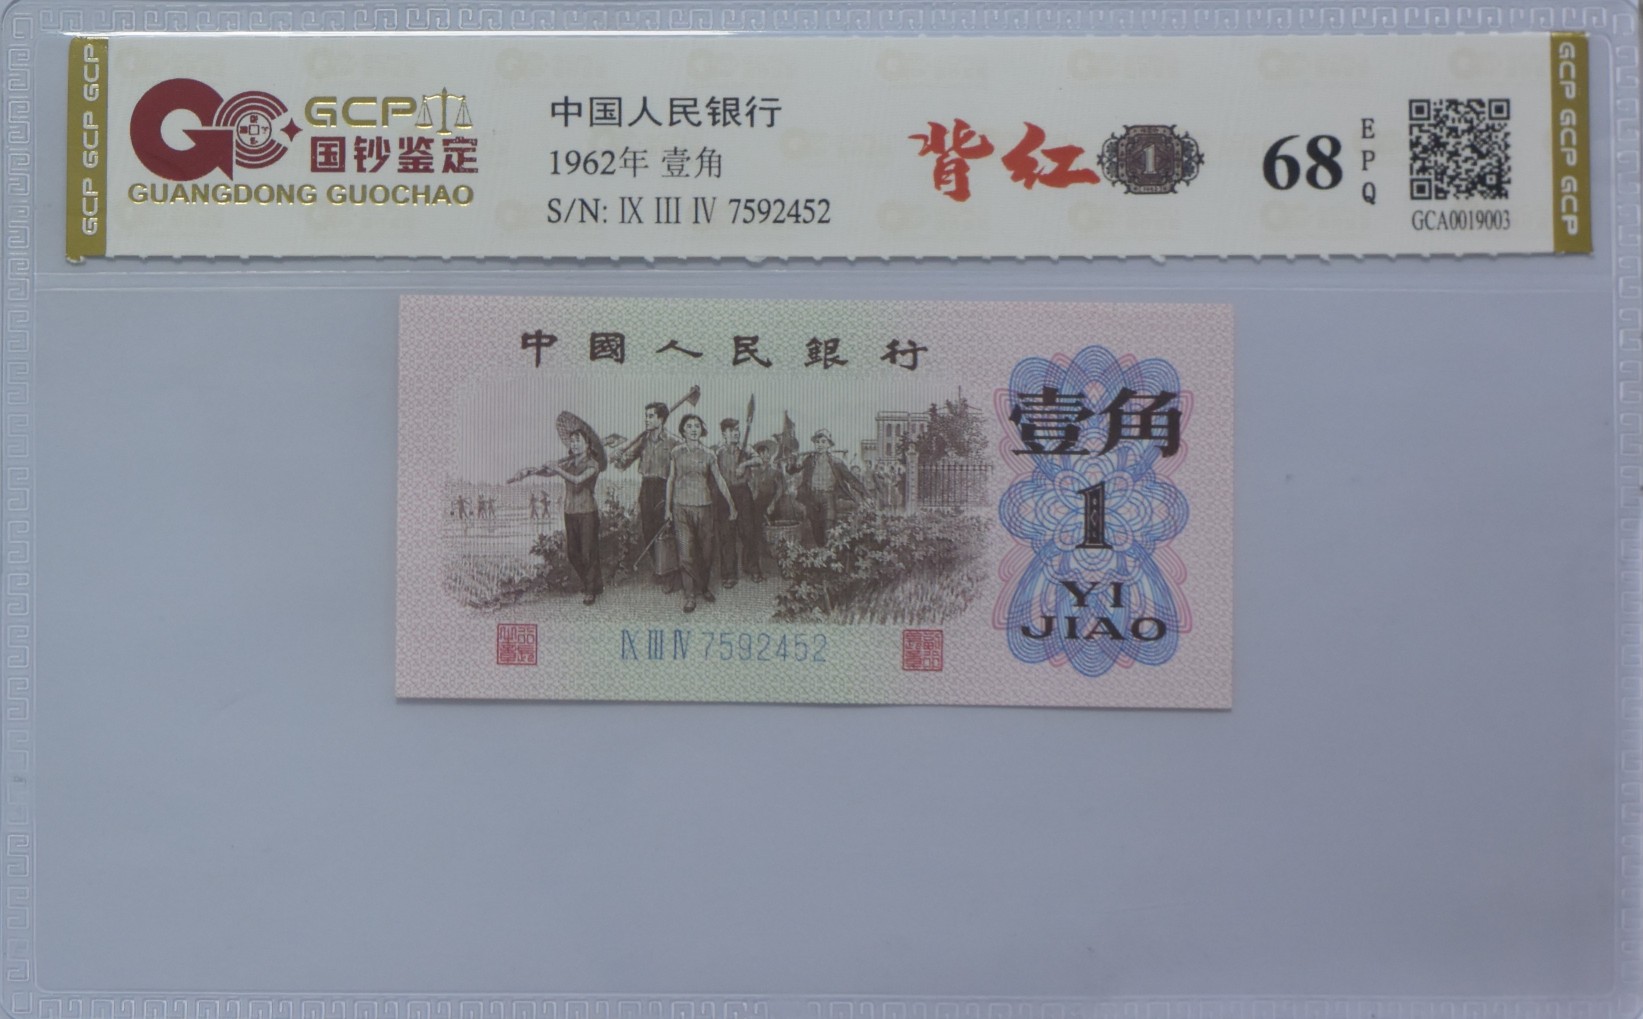 GCP GCP GCP
GCP
国钞鉴定
GUANGDONG GUOCHAO
中国人民银行
1962年 壹角
S/N: Ⅸ Ⅲ Ⅳ 7592452
背红
1
68
EPQ
GCA0019003
GCP GCP GCP
中國人民銀行
壹角
1
YI
JIAO
Ⅸ Ⅲ Ⅳ 7592452